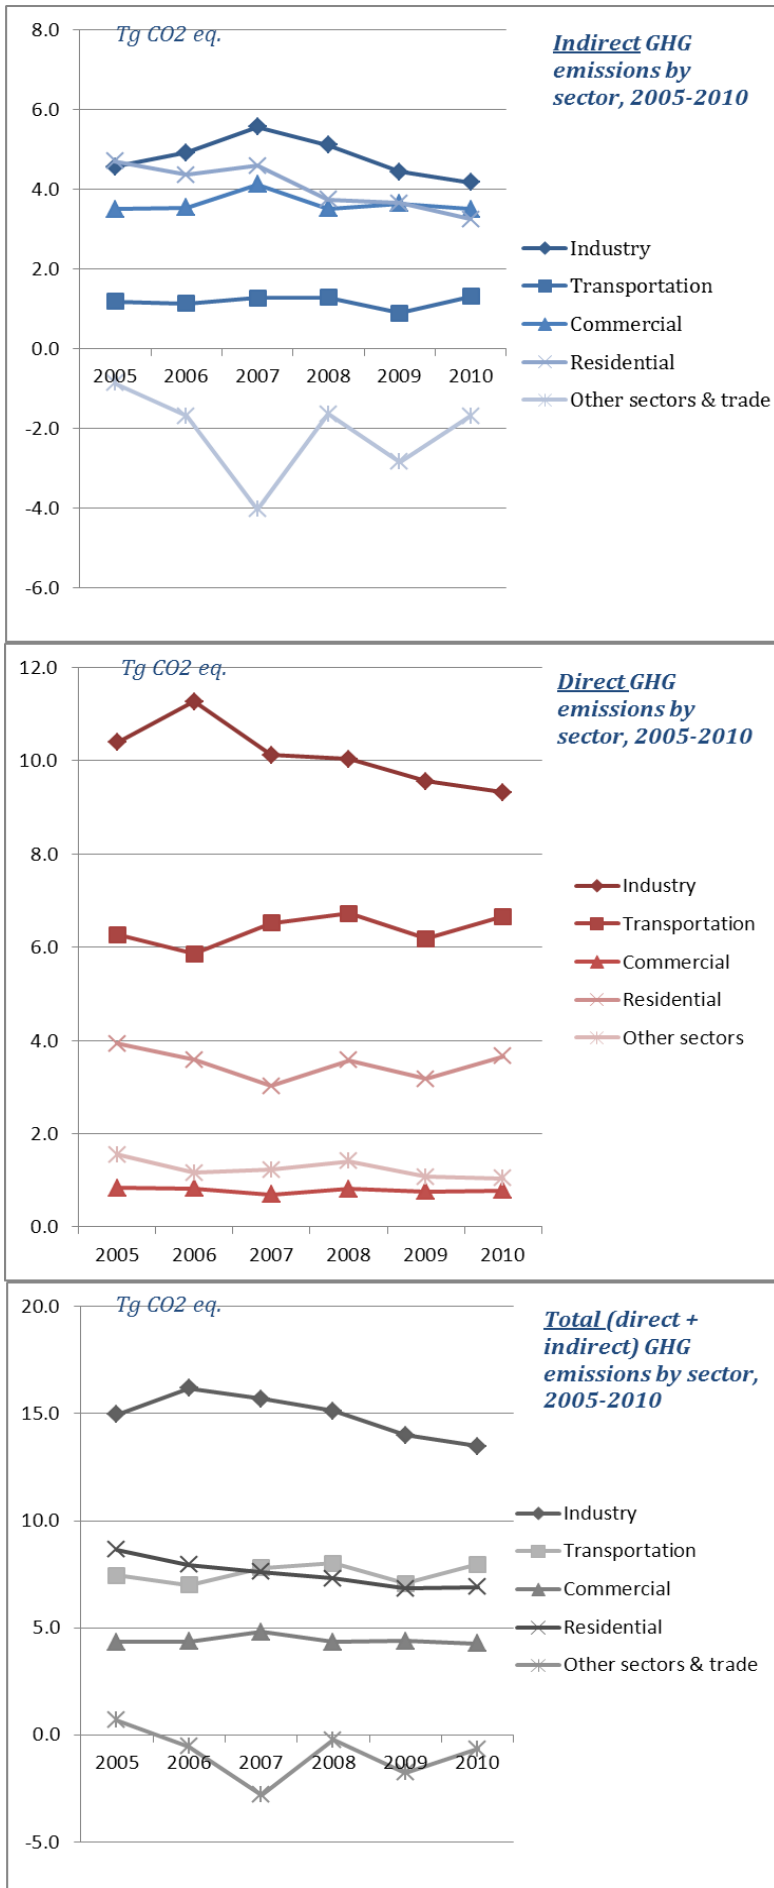 Tg CO2 eq.
Indirect GHG
emissions by
sector, 2005-2010
8.0
6.0
4.0
2.0
0.0
-2.0
-4.0
-6.0
2005 2006 2007 2008 2009 2010
Industry
Transportation
Commercial
Residential
Other sectors & trade
Tg CO2 eq.
Direct GHG
emissions by
sector, 2005-2010
12.0
10.0
8.0
6.0
4.0
2.0
0.0
2005 2006 2007 2008 2009 2010
Industry
Transportation
Commercial
Residential
Other sectors
Tg CO2 eq.
Total (direct +
indirect) GHG
emissions by sector,
2005-2010
20.0
15.0
10.0
5.0
0.0
-5.0
2005 2006 2007 2008 2009 2010
Industry
Transportation
Commercial
Residential
Other sectors & trade